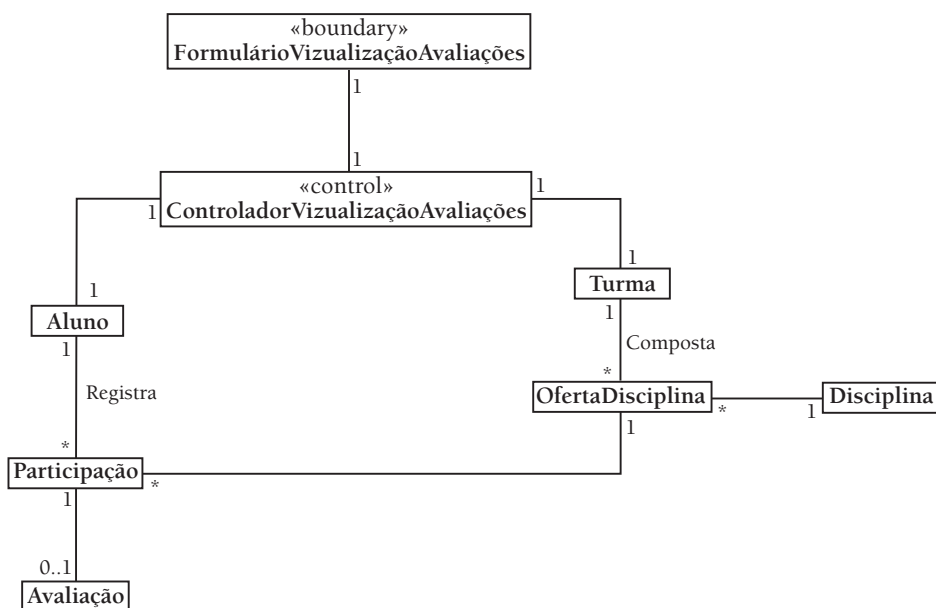 «boundary»
FormulárioVizualizaçãoAvaliações
1
1
«control»
ControladorVizualizaçãoAvaliações
1
1
1
Turma
1
Composta
*
1
Aluno
1
Registra
*
OfertaDisciplina
*
1
Disciplina
1
Participação
*
1
0..1
Avaliação